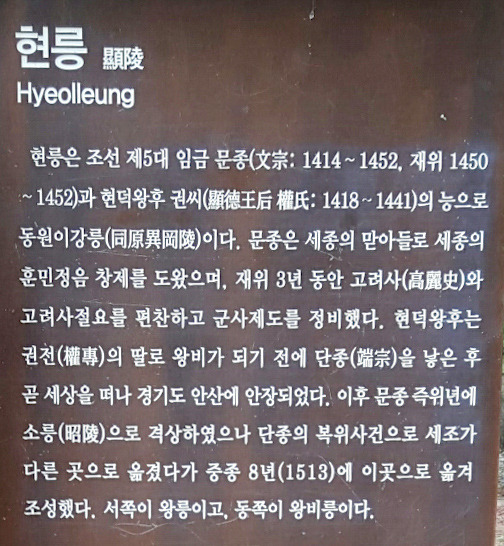 현릉 顯陵
Hyeolleung
현릉은 조선 제5대 임금 문종(文宗: 1414 ~ 1452, 재위 1450
~ 1452)과 현덕왕후 권씨(顯德王后 權氏: 1418 ~ 1441)의 능으로
동원이강릉(同原異岡陵)이다. 문종은 세종의 맏아들로 세종의
훈민정음 창제를 도왔으며, 재위 3년 동안 고려사(高麗史)와
고려사절요를 편찬하고 군사제도를 정비했다. 현덕왕후는
권전(權專)의 딸로 왕비가 되기 전에 단종(端宗)을 낳은 후
곧 세상을 떠나 경기도 안산에 안장되었다. 이후 문종 즉위년에
소릉(昭陵)으로 격상하였으나 단종의 복위사건으로 세조가
다른 곳으로 옮겼다가 중종 8년(1513)에 이곳으로 옮겨
조성했다. 서쪽이 왕릉이고, 동쪽이 왕비릉이다.